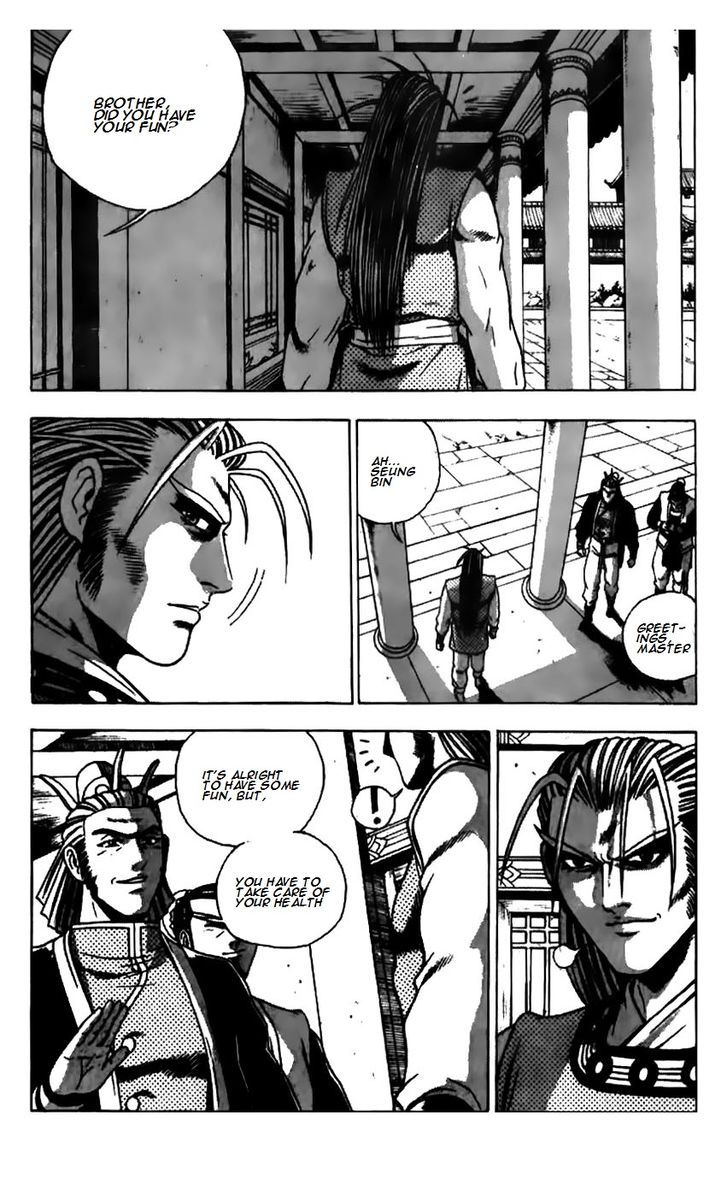 BROTHER,
DID YOU HAVE
YOUR FUN?
AH...
SEUNG
BIN
GREET-
INGS,
MASTER
IT'S ALRIGHT
TO HAVE SOME
FUN, BUT,
YOU HAVE TO
TAKE CARE OF
YOUR HEALTH
!